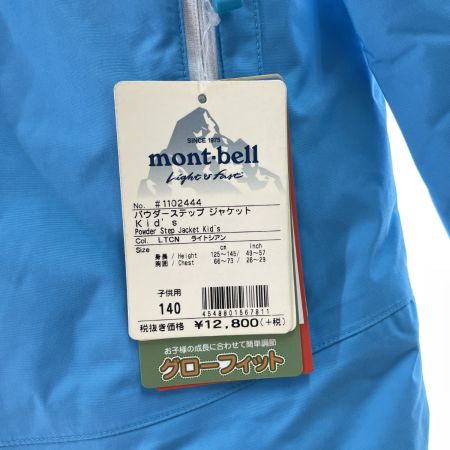 SINCE 1975
mont-bell
Light & Fast
No. #1102444
パウダーステップ ジャケット
Kid's
Powder Step Jacket Kid's
Col. LTCN ライトシアン
Size cm inch
身長 / Height 125~145 / 49~57
胸囲 / Chest 66~73 / 26~29
子供用
140
4548801567811
税抜き価格 ¥12,800(+税)
お子様の成長に合わせて簡単調節
グローフィット